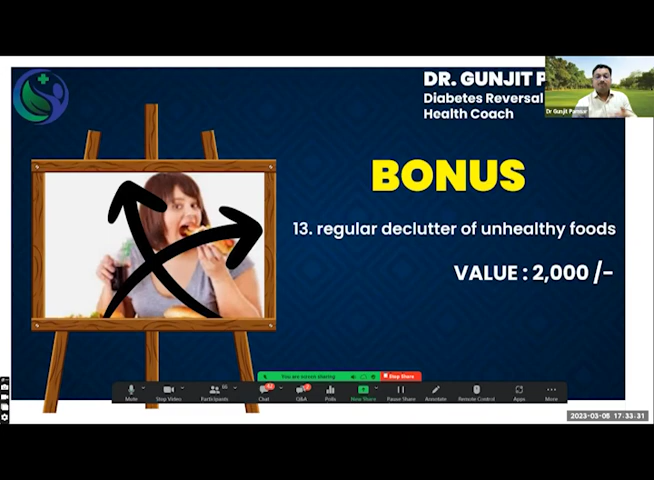 DR. GUNJIT P
Diabetes Reversal
Health Coach
Dr Gunjit
BONUS
13. regular declutter of unhealthy foods
VALUE : 2,000 /-
You are screen sharing
Stop Share
Mute
Stop Video
Participants
Chat
Q&A
Polls
New Share
Pause Share
Annotate
Remote Control
Apps
More
2023-03-05 17:33:31